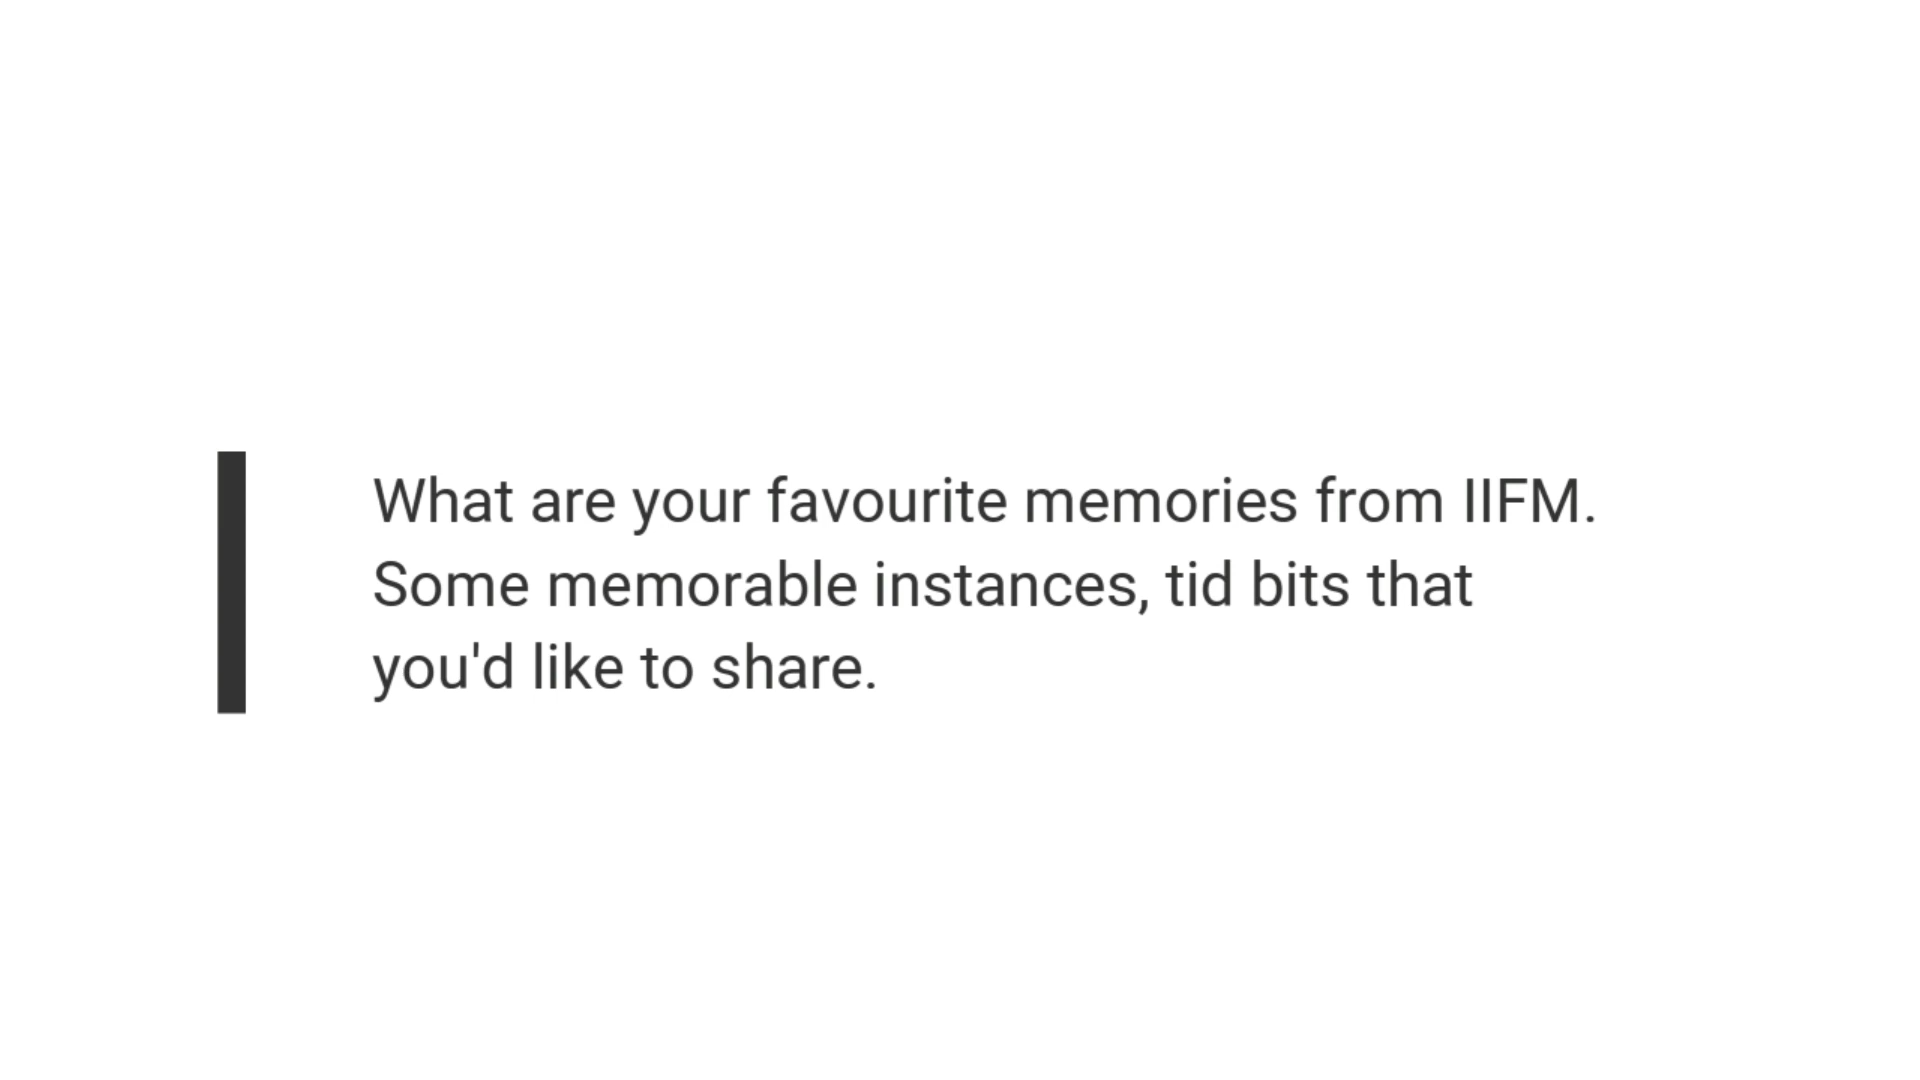 What are your favourite memories from IIFM.
Some memorable instances, tid bits that
you'd like to share.